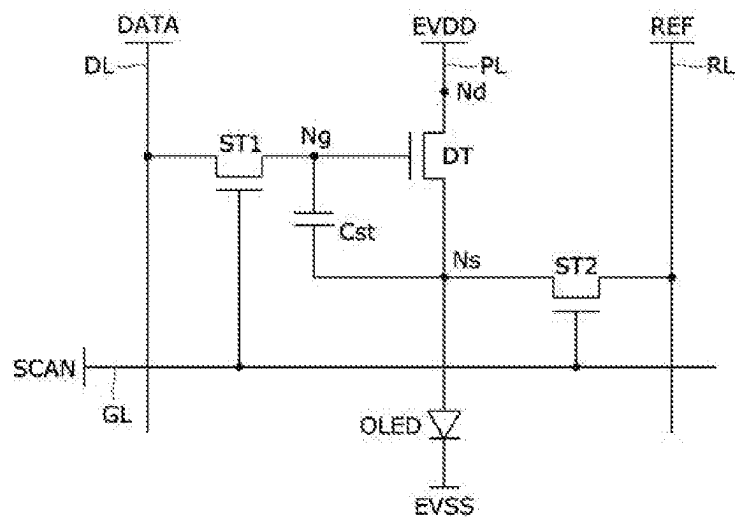 DATA EVDD REF
DL PL RL
Nd
ST1 Ng DT
Cst
Ns ST2
SCAN
GL
OLED
EVSS